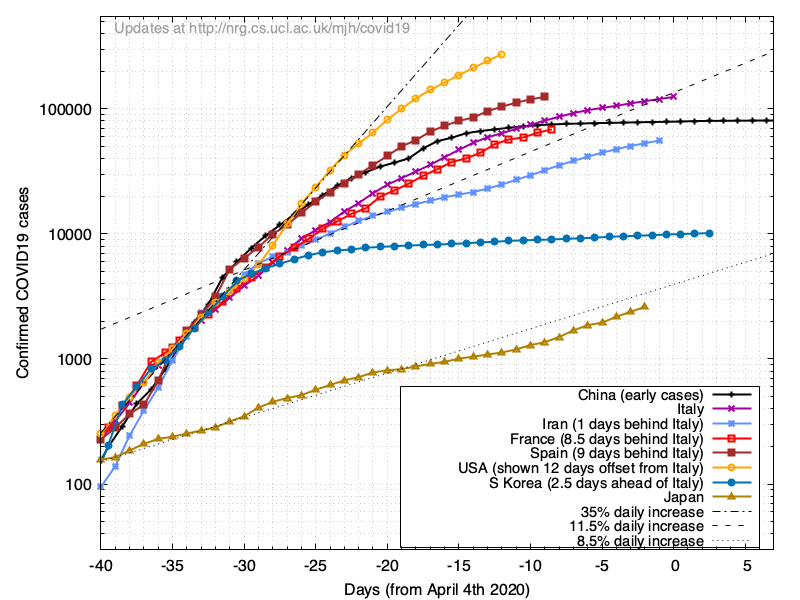 Updates at http://nrg.cs.ucl.ac.uk/mjh/covid19
Confirmed COVID19 cases
100000
10000
1000
100
China (early cases)
Italy
Iran (1 days behind Italy)
France (8.5 days behind Italy)
Spain (9 days behind Italy)
USA (shown 12 days offset from Italy)
S Korea (2.5 days ahead of Italy)
Japan
35% daily increase
11.5% daily increase
8.5% daily increase
-40 -35 -30 -25 -20 -15 -10 -5 0 5
Days (from April 4th 2020)